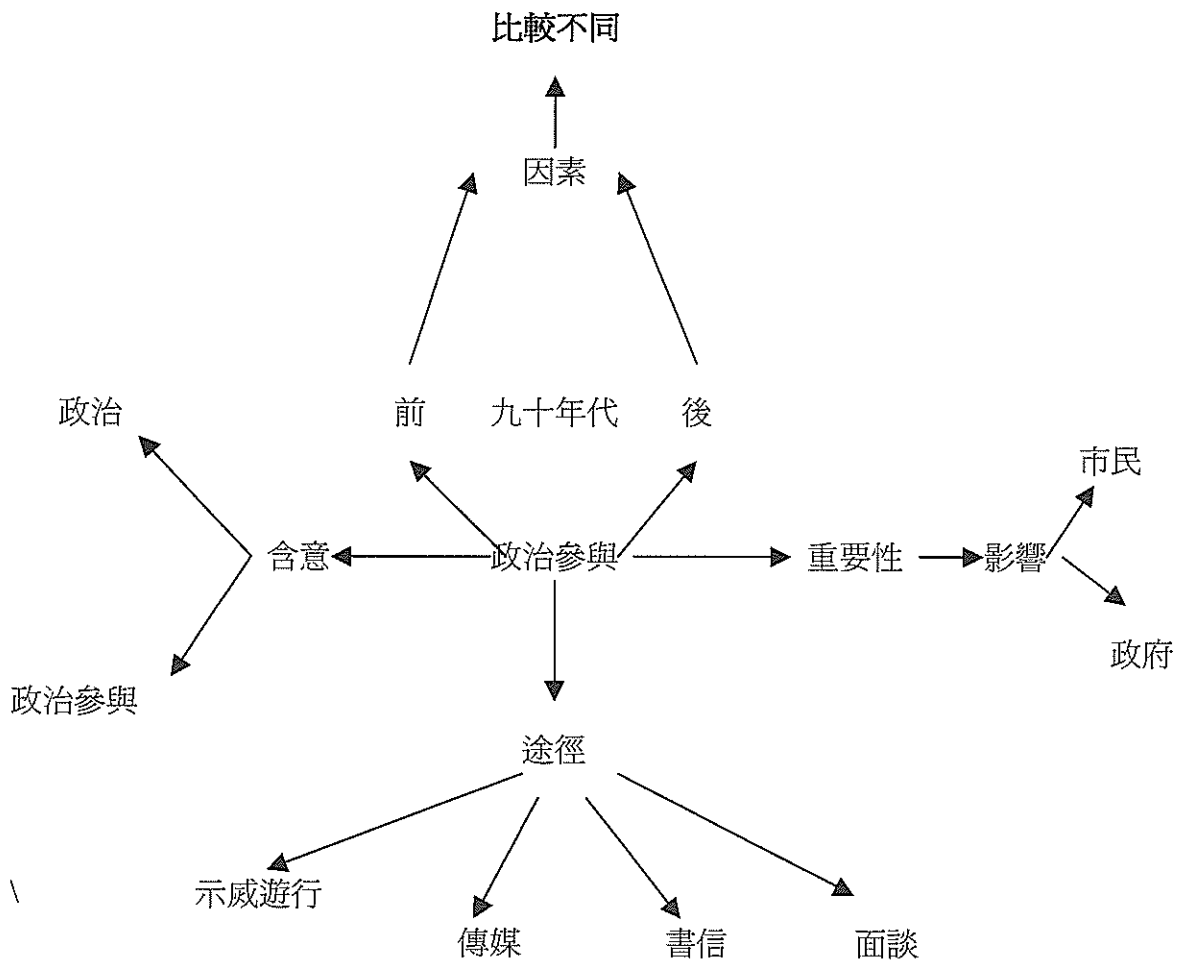 比較不同
因素
前 九十年代 後
政治
市民
含意 政治參與 重要性 影響
政府
政治參與
途徑
示威遊行
\
傳媒 書信 面談